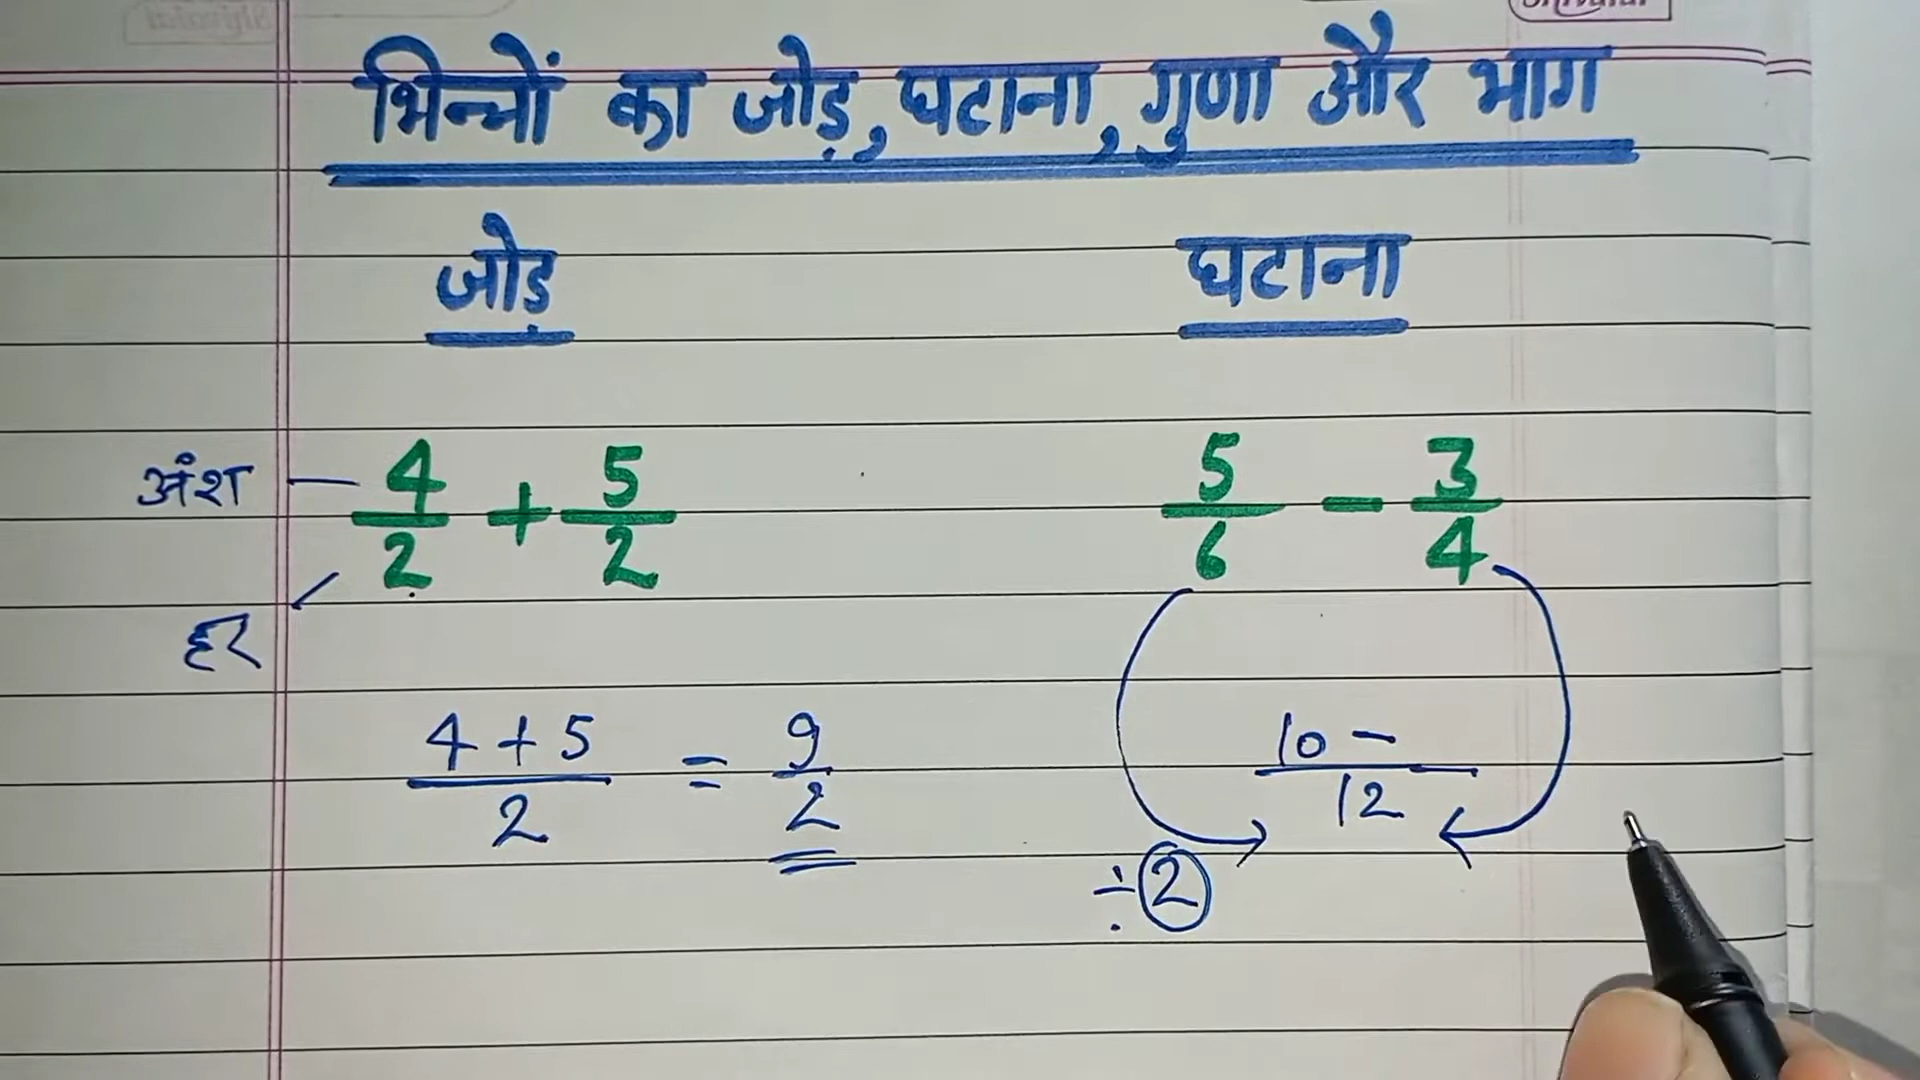 Shivalal
भिन्नों का जोड़, घटाना, गुणा और भाग
जोड़
घटाना
अंश
4/2 + 5/2
हर
5/6 - 3/4
4+5/2 = 9/2
10 - /12
÷2